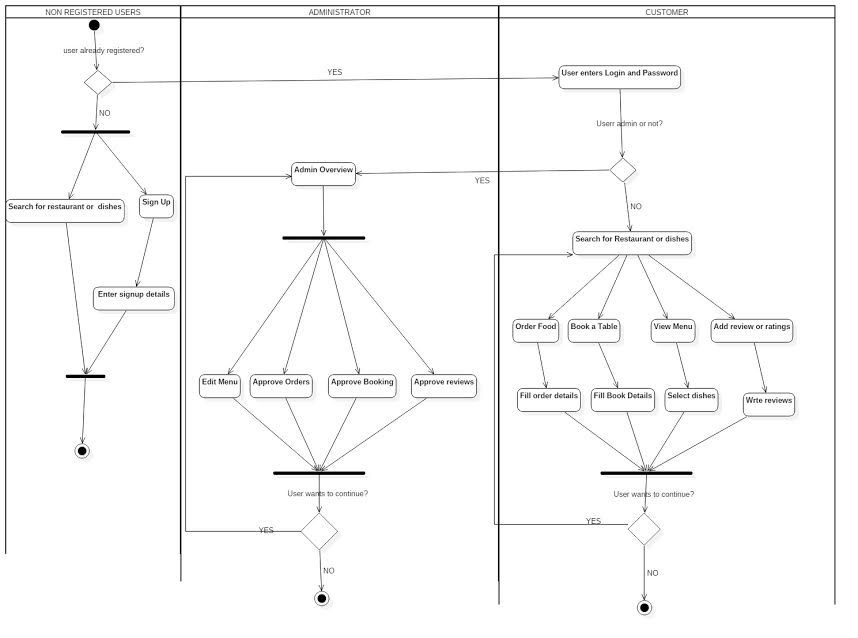 NON REGISTERED USERS
ADMINISTRATOR
CUSTOMER
user already registered?
YES
User enters Login and Password
NO
Userr admin or not?
Admin Overview
YES
Search for restaurant or dishes
Sign Up
NO
Search for Restaurant or dishes
Enter signup details
Order Food
Book a Table
View Menu
Add review or ratings
Edit Menu
Approve Orders
Approve Booking
Approve reviews
Fill order details
Fill Book Details
Select dishes
Wrte reviews
User wants to continue?
User wants to continue?
YES
YES
NO
NO